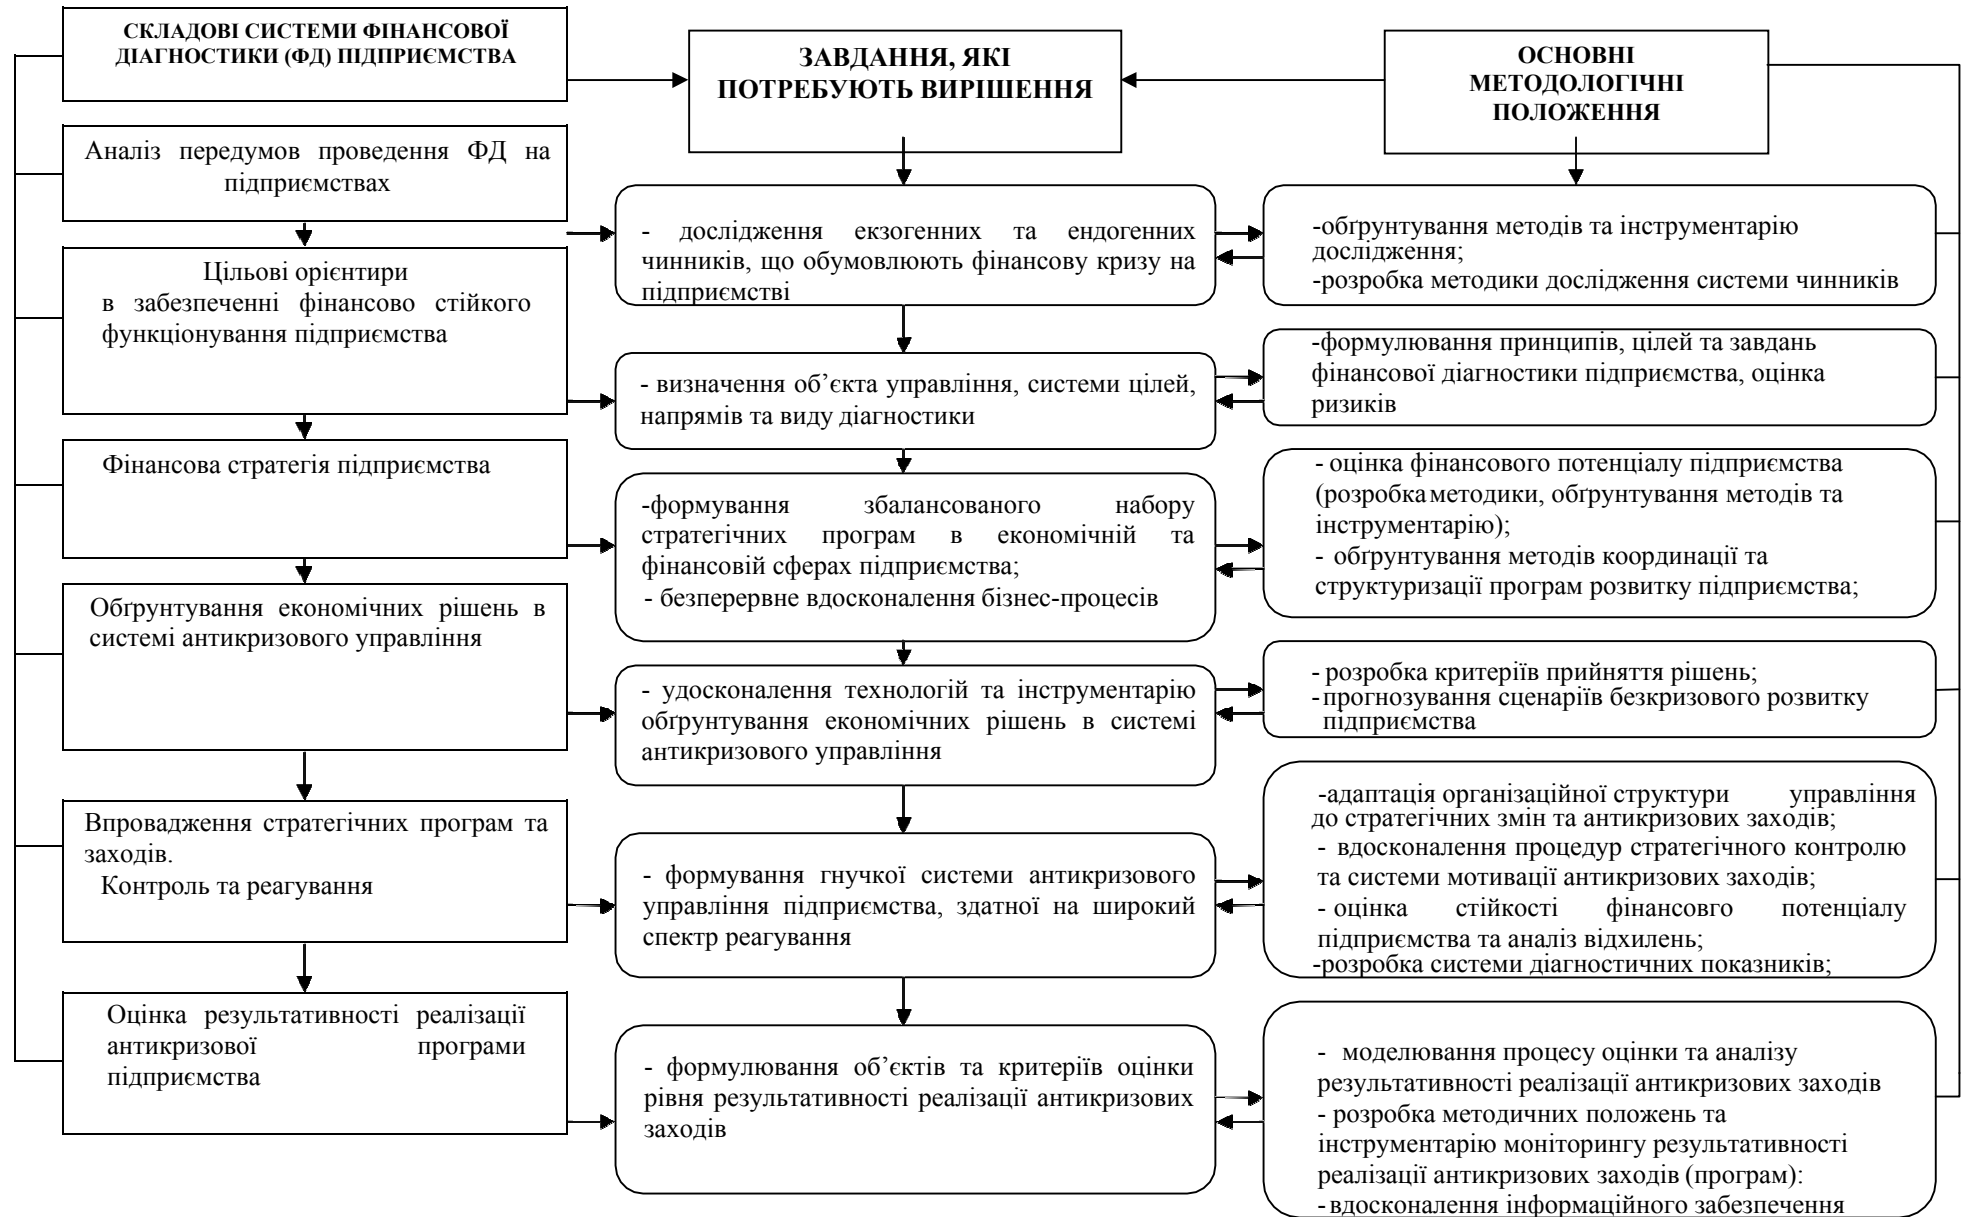 СКЛАДОВІ СИСТЕМИ ФІНАНСОВОЇ
ДІАГНОСТИКИ (ФД) ПІДПРИЄМСТВА
ЗАВДАННЯ, ЯКІ
ПОТРЕБУЮТЬ ВИРІШЕННЯ
ОСНОВНІ
МЕТОДОЛОГІЧНІ
ПОЛОЖЕННЯ
Аналіз передумов проведення ФД на
підприємствах
- дослідження екзогенних та ендогенних
чинників, що обумовлюють фінансову кризу на
підприємстві
-обґрунтування методів та інструментарію
дослідження;
-розробка методики дослідження системи чинників
Цільові орієнтири
в забезпеченні фінансово стійкого
функціонування підприємства
- визначення об’єкта управління, системи цілей,
напрямів та виду діагностики
-формулювання принципів, цілей та завдань
фінансової діагностики підприємства, оцінка
ризиків
Фінансова стратегія підприємства
-формування збалансованого набору
стратегічних програм в економічній та
фінансовій сферах підприємства;
- безперервне вдосконалення бізнес-процесів
- оцінка фінансового потенціалу підприємства
(розробка методики, обґрунтування методів та
інструментарію);
- обґрунтування методів координації та
структуризації програм розвитку підприємства;
Обґрунтування економічних рішень в
системі антикризового управління
- удосконалення технологій та інструментарію
обґрунтування економічних рішень в системі
антикризового управління
- розробка критеріїв прийняття рішень;
-прогнозування сценаріїв безкризового розвитку
підприємства
Впровадження стратегічних програм та
заходів.
Контроль та реагування
- формування гнучкої системи антикризового
управління підприємства, здатної на широкий
спектр реагування
-адаптація організаційної структури управління
до стратегічних змін та антикризових заходів;
- вдосконалення процедур стратегічного контролю
та системи мотивації антикризових заходів;
- оцінка стійкості фінансовго потенціалу
підприємства та аналіз відхилень;
-розробка системи діагностичних показників;
Оцінка результативності реалізації
антикризової програми
підприємства
- формулювання об’єктів та критеріїв оцінки
рівня результативності реалізації антикризових
заходів
- моделювання процесу оцінки та аналізу
результативності реалізації антикризових заходів
- розробка методичних положень та
інструментарію моніторингу результативності
реалізації антикризових заходів (програм):
-вдосконалення інформаційного забезпечення